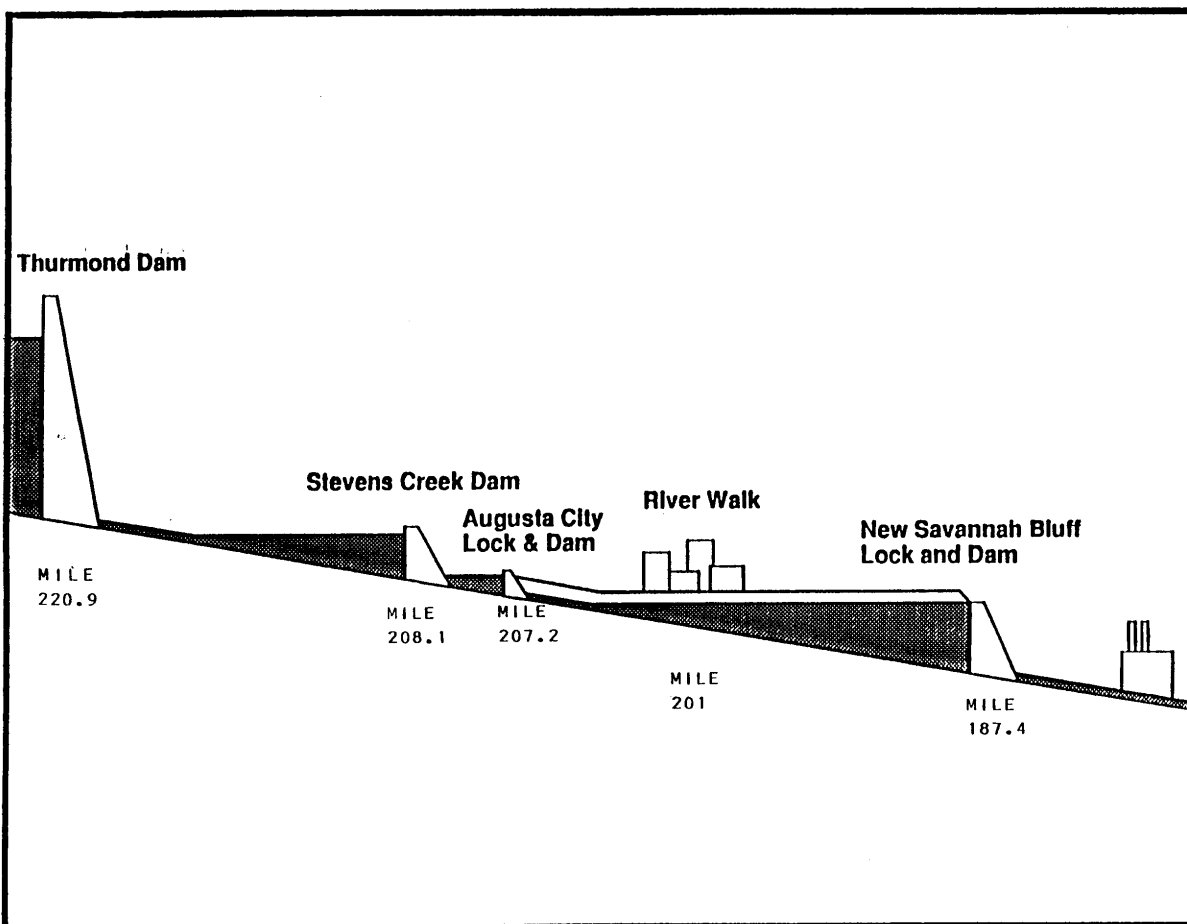 Thurmond Dam
Stevens Creek Dam
Augusta City
Lock & Dam
River Walk
New Savannah Bluff
Lock and Dam
MILE
220.9
MILE
208.1
MILE
207.2
MILE
201
MILE
187.4